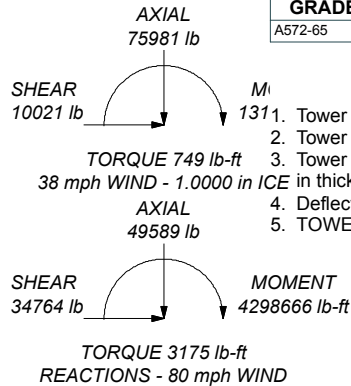 AXIAL
75981 lb
GRADE
A572-65
SHEAR
10021 lb
1311. Tower
2. Tower
3. Tower
TORQUE 749 lb-ft
38 mph WIND - 1.0000 in ICE in thick
4. Deflect
5. TOWE
AXIAL
49589 lb
SHEAR
34764 lb
MOMENT
4298666 lb-ft
TORQUE 3175 lb-ft
REACTIONS - 80 mph WIND